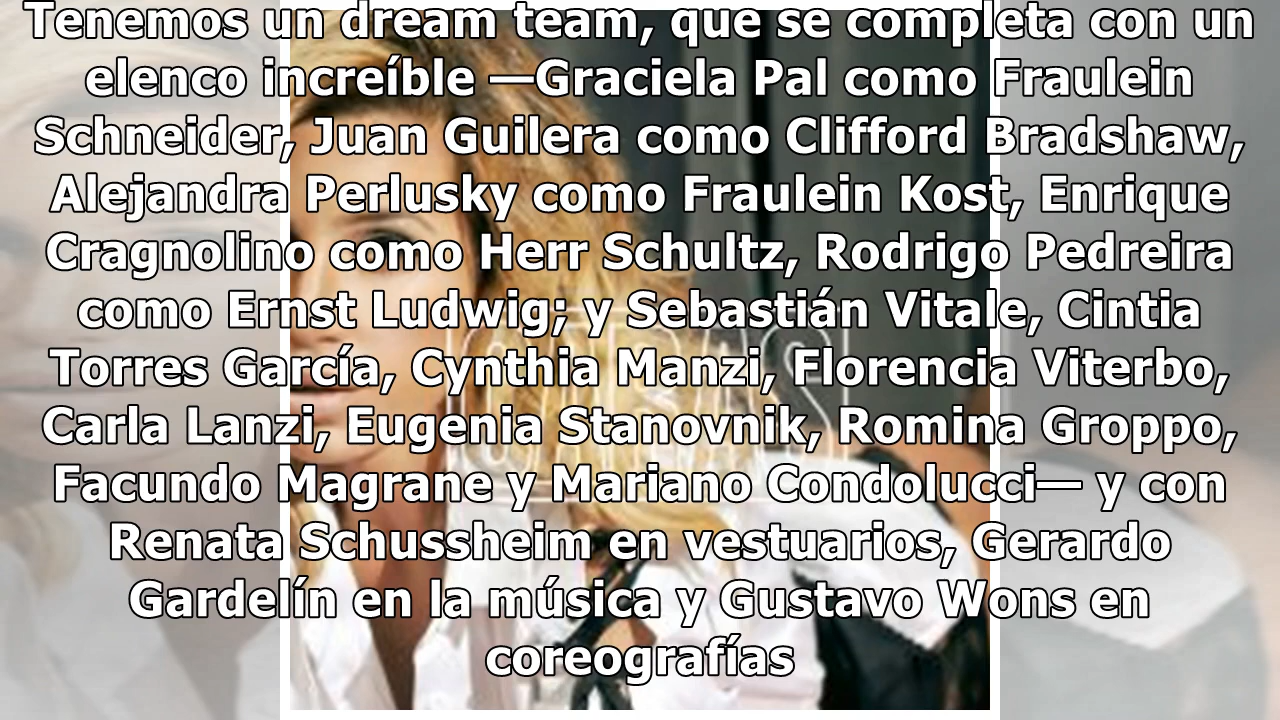 Tenemos un dream team, que se completa con un
elenco increíble —Graciela Pal como Fraulein
Schneider, Juan Guilera como Clifford Bradshaw,
Alejandra Perlusky como Fraulein Kost, Enrique
Cragnolino como Herr Schultz, Rodrigo Pedreira
como Ernst Ludwig; y Sebastián Vitale, Cintia
Torres García, Cynthia Manzi, Florencia Viterbo,
Carla Lanzi, Eugenia Stanovnik, Romina Groppo,
Facundo Magrane y Mariano Condolucci— y con
Renata Schussheim en vestuarios, Gerardo
Gardelín en la música y Gustavo Wons en
coreografías